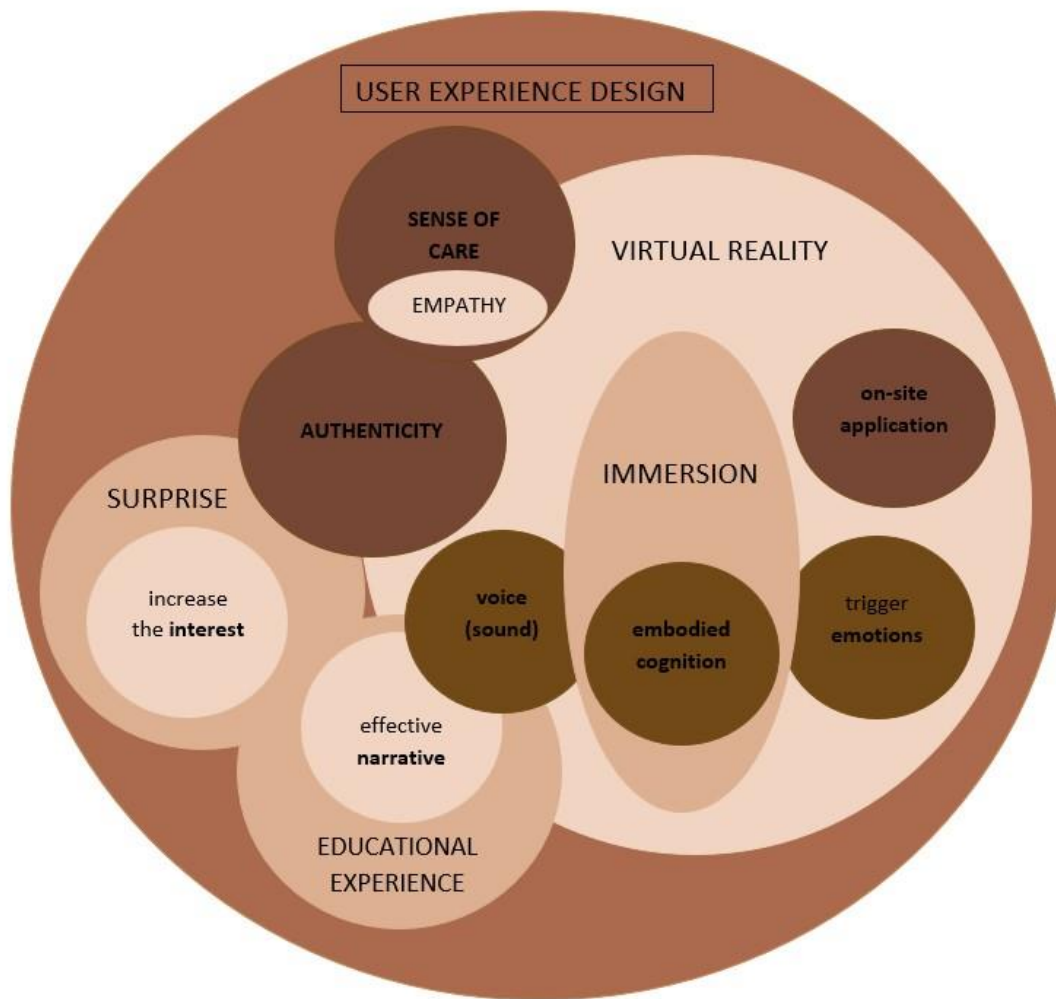 USER EXPERIENCE DESIGN
SENSE OF
CARE
EMPATHY
VIRTUAL REALITY
AUTHENTICITY
on-site
application
IMMERSION
SURPRISE
increase
the interest
voice
(sound)
embodied
cognition
trigger
emotions
effective
narrative
EDUCATIONAL
EXPERIENCE